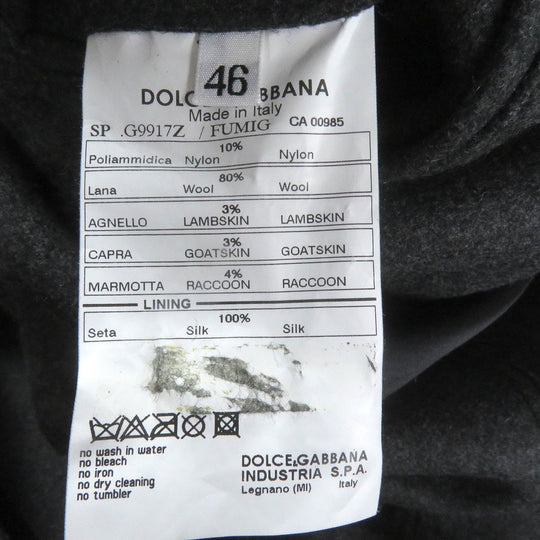 46
DOLC BBANA
Made in Italy
SP .G9917Z / FUMIG CA 00985
10%
Poliammidica Nylon Nylon
80%
Lana Wool Wool
3%
AGNELLO LAMBSKIN LAMBSKIN
3%
CAPRA GOATSKIN GOATSKIN
4%
MARMOTTA RACCOON RACCOON
LINING
100%
Seta Silk Silk
no wash in water
no bleach
no iron
no dry cleaning
no tumbler
DOLCE&GABBANA
INDUSTRIA S.P.A.
Legnano (MI) Italy